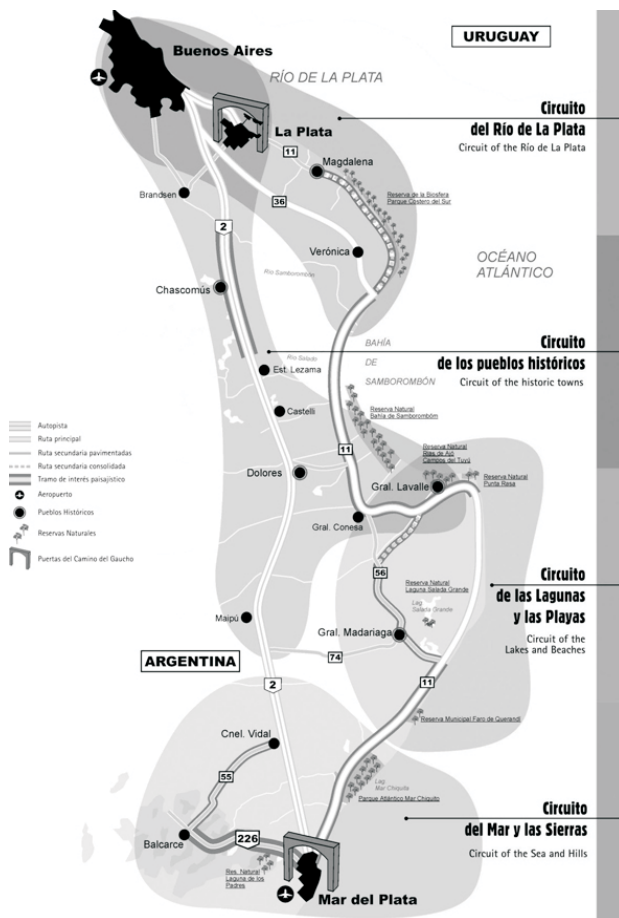 URUGUAY
Buenos Aires
RÍO DE LA PLATA
Circuito
del Río de La Plata
Circuit of the Río de La Plata
La Plata
11
Magdalena
Reserva de la Biosfera
Parque Costero del Sur
Brandsen
36
2
Verónica
OCÉANO
ATLÁNTICO
Río Samborombón
Chascomús
BAHÍA
DE
SAMBOROMBÓN
Circuito
de los pueblos históricos
Circuit of the historic towns
Río Salado
Est. Lezama
Castelli
Reserva Natural
Bahía de Samborombóm
Autopista
Ruta principal
Ruta secundaria pavimentadas
Ruta secundaria consolidada
Tramo de interés paisajístico
Aeropuerto
Pueblos Históricos
Reservas Naturales
Puertas del Camino del Gaucho
11
Reserva Natural
Rías de Ajó
Campos del Tuyú
Dolores
Gral. Lavalle
Reserva Natural
Punta Rasa
Gral. Conesa
56
Reserva Natural
Laguna Salada Grande
Lag.
Salada Grande
Circuito
de las Lagunas
y las Playas
Circuit of the
Lakes and Beaches
Maipú
Gral. Madariaga
74
ARGENTINA
2
11
Reserva Municipal Faro de Querandí
Cnel. Vidal
55
Lag.
Mar Chiquita
Parque Atlántico Mar Chiquito
Circuito
del Mar y las Sierras
Circuit of the Sea and Hills
226
Balcarce
Res. Natural
Laguna de los
Padres
Mar del Plata